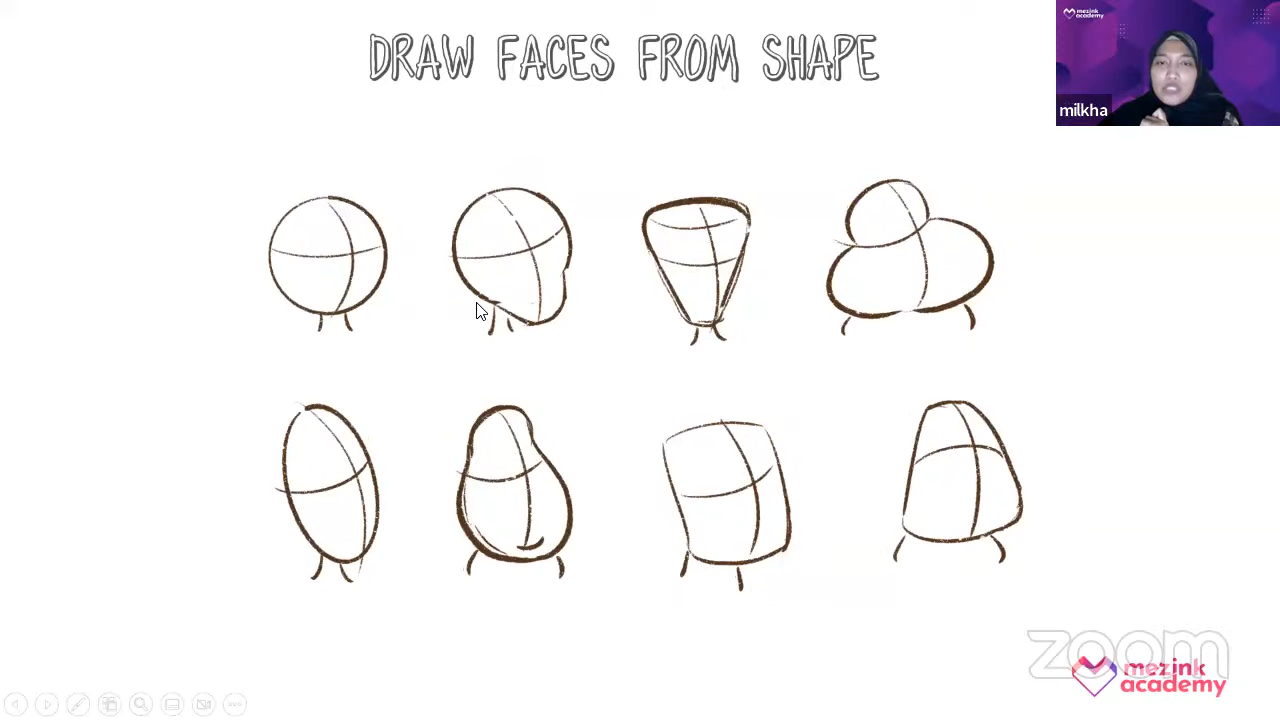 DRAW FACES FROM SHAPE
mezink
academy
milkha
zoom
mezink
academy